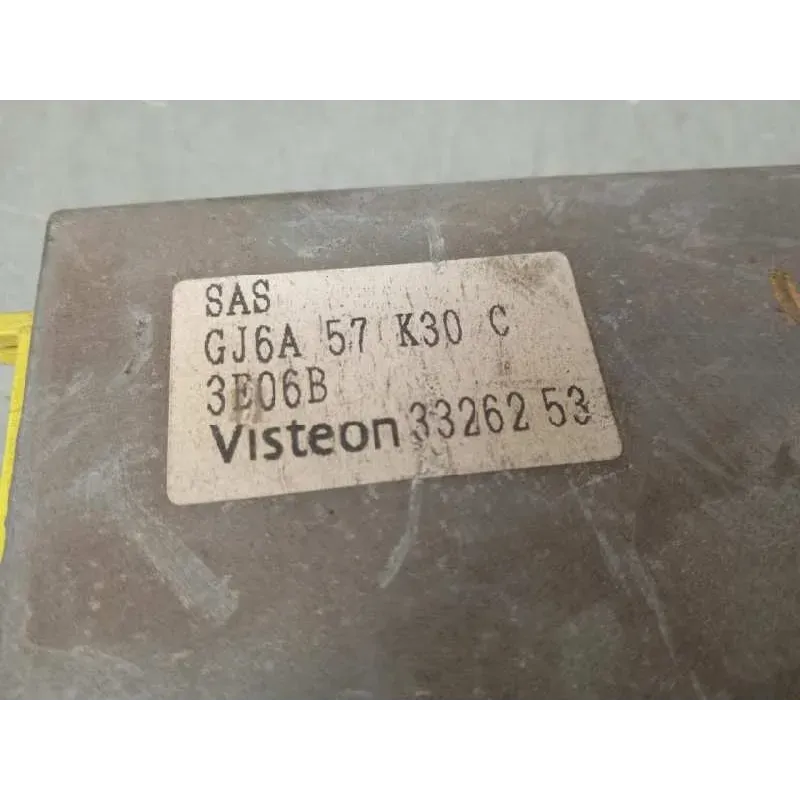 SAS
GJ6A 57 K30 C
3E06B
Visteon 33262 53